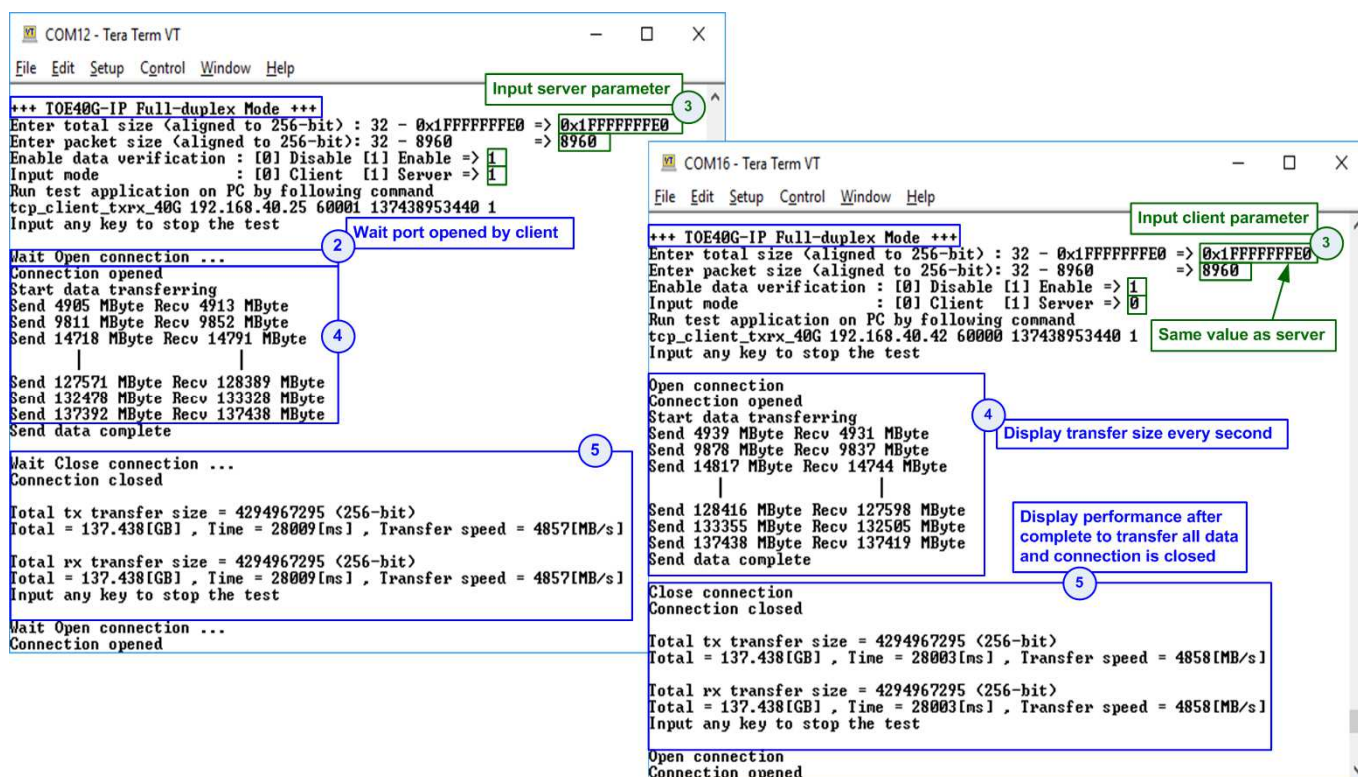 COM12 - Tera Term VT
File Edit Setup Control Window Help
Input server parameter
3
+++ TOE40G-IP Full-duplex Mode +++
Enter total size (aligned to 256-bit) : 32 - 0x1FFFFFFFE0 => 0x1FFFFFFFE0
Enter packet size (aligned to 256-bit): 32 - 8960 => 8960
Enable data verification : [0] Disable [1] Enable => 1
Input mode : [0] Client [1] Server => 1
Run test application on PC by following command
tcp_client_txrx_40G 192.168.40.25 60001 137438953440 1
Input any key to stop the test
2
Wait port opened by client
Wait Open connection ...
Connection opened
Start data transferring
Send 4905 MByte Recv 4913 MByte
Send 9811 MByte Recv 9852 MByte
Send 14718 MByte Recv 14791 MByte
4
Send 127571 MByte Recv 128389 MByte
Send 132478 MByte Recv 133328 MByte
Send 137392 MByte Recv 137438 MByte
Send data complete
5
Wait Close connection ...
Connection closed
Total tx transfer size = 4294967295 (256-bit)
Total = 137.438[GB] , Time = 28009[ms] , Transfer speed = 4857[MB/s]
Total rx transfer size = 4294967295 (256-bit)
Total = 137.438[GB] , Time = 28009[ms] , Transfer speed = 4857[MB/s]
Input any key to stop the test
Wait Open connection ...
Connection opened
COM16 - Tera Term VT
File Edit Setup Control Window Help
Input client parameter
3
+++ TOE40G-IP Full-duplex Mode +++
Enter total size (aligned to 256-bit) : 32 - 0x1FFFFFFFE0 => 0x1FFFFFFFE0
Enter packet size (aligned to 256-bit): 32 - 8960 => 8960
Enable data verification : [0] Disable [1] Enable => 1
Input mode : [0] Client [1] Server => 0
Run test application on PC by following command
tcp_client_txrx_40G 192.168.40.42 60000 137438953440 1
Same value as server
Input any key to stop the test
Open connection
Connection opened
Start data transferring
Send 4939 MByte Recv 4931 MByte
Send 9878 MByte Recv 9837 MByte
Send 14817 MByte Recv 14744 MByte
4
Display transfer size every second
Send 128416 MByte Recv 127598 MByte
Send 133355 MByte Recv 132505 MByte
Send 137438 MByte Recv 137419 MByte
Send data complete
Display performance after
complete to transfer all data
and connection is closed
5
Close connection
Connection closed
Total tx transfer size = 4294967295 (256-bit)
Total = 137.438[GB] , Time = 28003[ms] , Transfer speed = 4858[MB/s]
Total rx transfer size = 4294967295 (256-bit)
Total = 137.438[GB] , Time = 28003[ms] , Transfer speed = 4858[MB/s]
Input any key to stop the test
Open connection
Connection opened